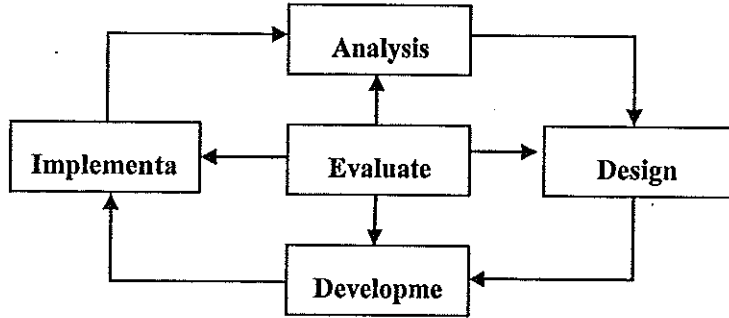 Analysis
Implementa
Evaluate
Design
Developme